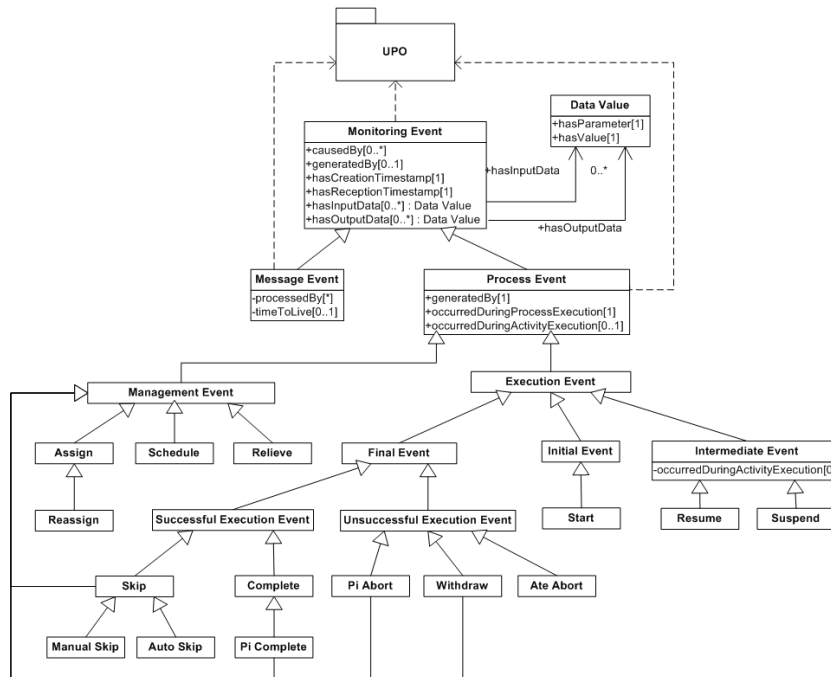 UPO
Data Value
+hasParameter[1]
+hasValue[1]
Monitoring Event
+causedBy[0..*]
+generatedBy[0..1]
+hasCreationTimestamp[1]
+hasReceptionTimestamp[1]
+hasInputData[0..*] : Data Value
+hasOutputData[0..*] : Data Value
+hasInputData
0..*
+hasOutputData
Message Event
-processedBy[*]
-timeToLive[0..1]
Process Event
+generatedBy[1]
+occurredDuringProcessExecution[1]
+occurredDuringActivityExecution[0..1]
Management Event
Execution Event
Assign
Schedule
Relieve
Final Event
Initial Event
Intermediate Event
-occurredDuringActivityExecution[0
Reassign
Successful Execution Event
Unsuccessful Execution Event
Start
Resume
Suspend
Skip
Complete
Pi Abort
Withdraw
Ate Abort
Manual Skip
Auto Skip
Pi Complete